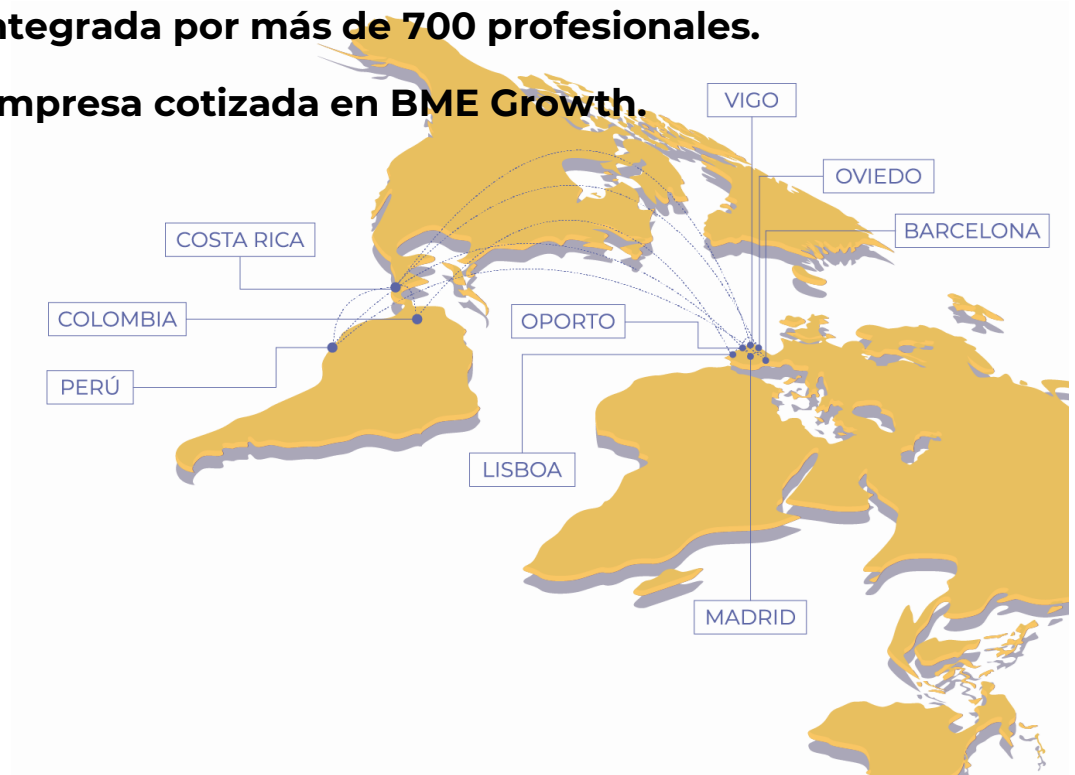 ntegrada por más de 700 profesionales.
mpresa cotizada en BME Growth.
VIGO
OVIEDO
BARCELONA
COSTA RICA
COLOMBIA
OPORTO
PERÚ
LISBOA
MADRID